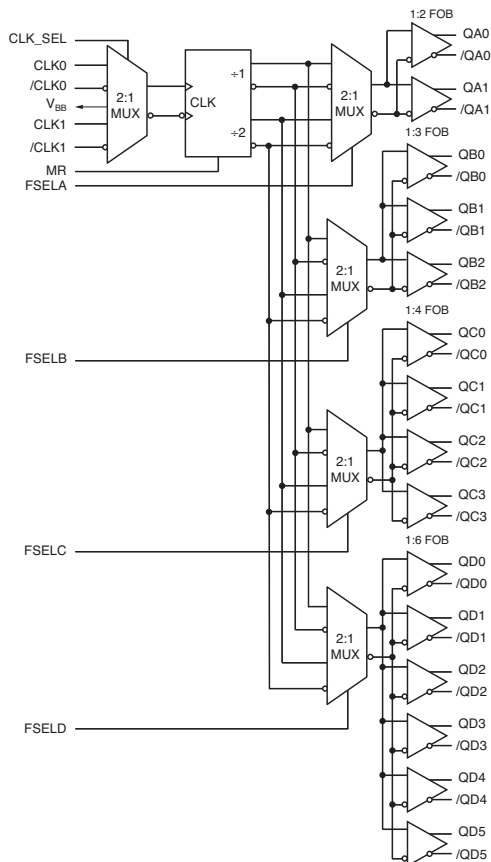 1:2 FOB
CLK_SEL
CLK0
/CLK0
VBB
CLK1
/CLK1
2:1
MUX
CLK
÷1
÷2
MR
FSELA
2:1
MUX
QA0
/QA0
QA1
/QA1
1:3 FOB
QB0
/QB0
QB1
/QB1
QB2
/QB2
2:1
MUX
FSELB
1:4 FOB
QC0
/QC0
QC1
/QC1
QC2
/QC2
QC3
/QC3
2:1
MUX
FSELC
1:6 FOB
QD0
/QD0
QD1
/QD1
QD2
/QD2
QD3
/QD3
QD4
/QD4
QD5
/QD5
2:1
MUX
FSELD